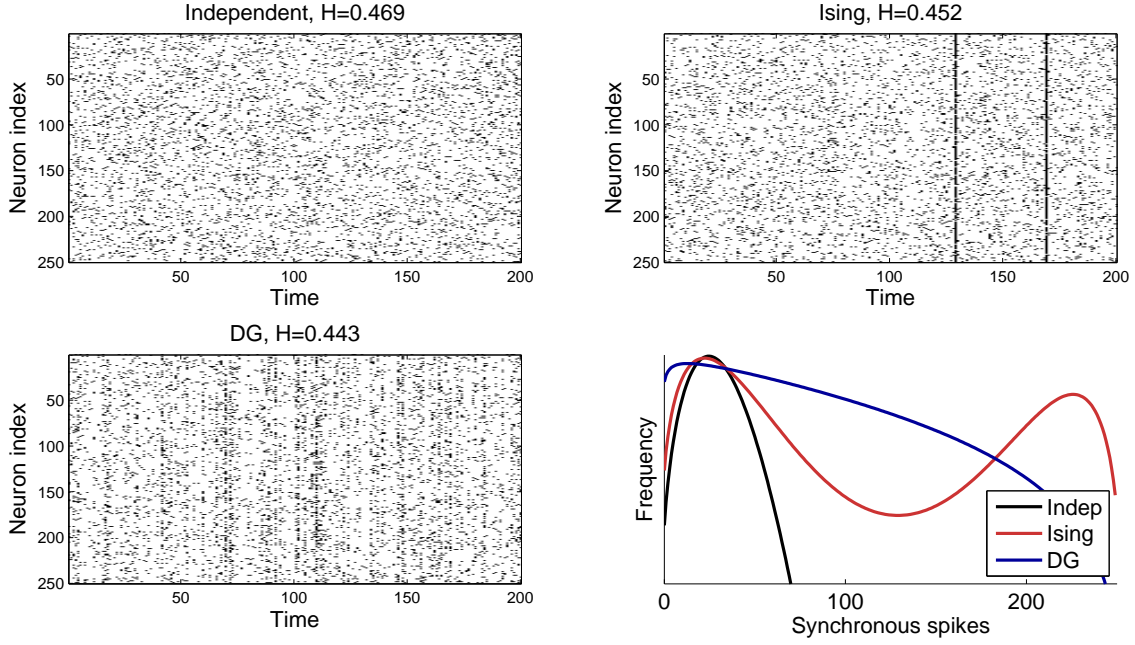 Independent, H=0.469
Neuron index
50
100
150
200
250
50 100 150 200
Time
Ising, H=0.452
Neuron index
50
100
150
200
250
50 100 150 200
Time
DG, H=0.443
Neuron index
50
100
150
200
250
50 100 150 200
Time
Frequency
Indep
Ising
DG
0 100 200
Synchronous spikes